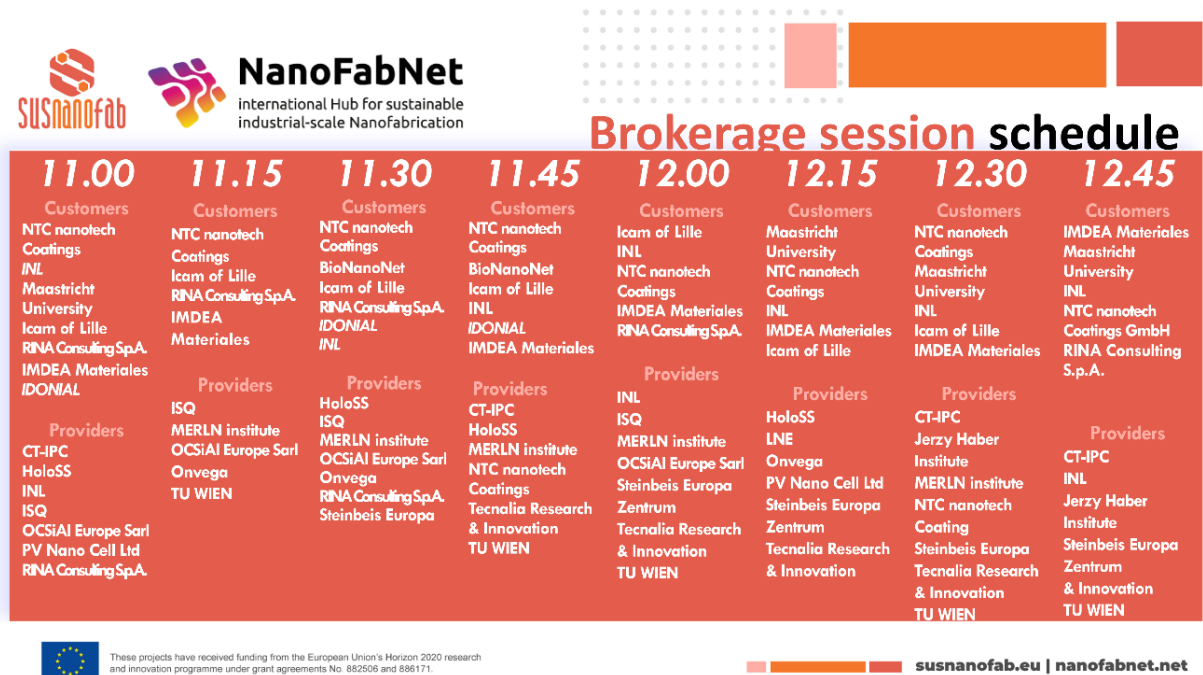 susnanofab
NanoFabNet
international Hub for sustainable
industrial-scale Nanofabrication
Brokerage session schedule
11.00
Customers
NTC nanotech
Coatings
INL
Maastricht
University
Icam of Lille
RINA Consulting S.p.A.
IMDEA Materiales
IDONIAL
Providers
CT-IPC
HoloSS
INL
ISQ
OCSiAl Europe Sarl
PV Nano Cell Ltd
RINA Consulting S.p.A.
11.15
Customers
NTC nanotech
Coatings
Icam of Lille
RINA Consulting S.p.A.
IMDEA
Materiales
Providers
ISQ
MERLN institute
OCSiAl Europe Sarl
Onvega
TU WIEN
11.30
Customers
NTC nanotech
Coatings
BioNanoNet
Icam of Lille
RINA Consulting S.p.A.
IDONIAL
INL
Providers
HoloSS
ISQ
MERLN institute
OCSiAl Europe Sarl
Onvega
RINA Consulting S.p.A.
Steinbeis Europa
11.45
Customers
NTC nanotech
Coatings
BioNanoNet
Icam of Lille
INL
IDONIAL
IMDEA Materiales
Providers
CT-IPC
HoloSS
MERLN institute
NTC nanotech
Coatings
Tecnalia Research
& Innovation
TU WIEN
12.00
Customers
Icam of Lille
INL
NTC nanotech
Coatings
IMDEA Materiales
RINA Consulting S.p.A.
Providers
INL
ISQ
MERLN institute
OCSiAl Europe Sarl
Steinbeis Europa
Zentrum
Tecnalia Research
& Innovation
TU WIEN
12.15
Customers
Maastricht
University
NTC nanotech
Coatings
INL
IMDEA Materiales
Icam of Lille
Providers
HoloSS
LNE
Onvega
PV Nano Cell Ltd
Steinbeis Europa
Zentrum
Tecnalia Research
& Innovation
12.30
Customers
NTC nanotech
Coatings
Maastricht
University
INL
Icam of Lille
IMDEA Materiales
Providers
CT-IPC
Jerzy Haber
Institute
MERLN institute
NTC nanotech
Coating
Steinbeis Europa
Tecnalia Research
& Innovation
TU WIEN
12.45
Customers
IMDEA Materiales
Maastricht
University
INL
NTC nanotech
Coatings GmbH
RINA Consulting
S.p.A.
Providers
CT-IPC
INL
Jerzy Haber
Institute
Steinbeis Europa
Zentrum
& Innovation
TU WIEN
These projects have received funding from the European Union's Horizon 2020 research
and innovation programme under grant agreements No. 882506 and 886171.
susnanofab.eu | nanofabnet.net